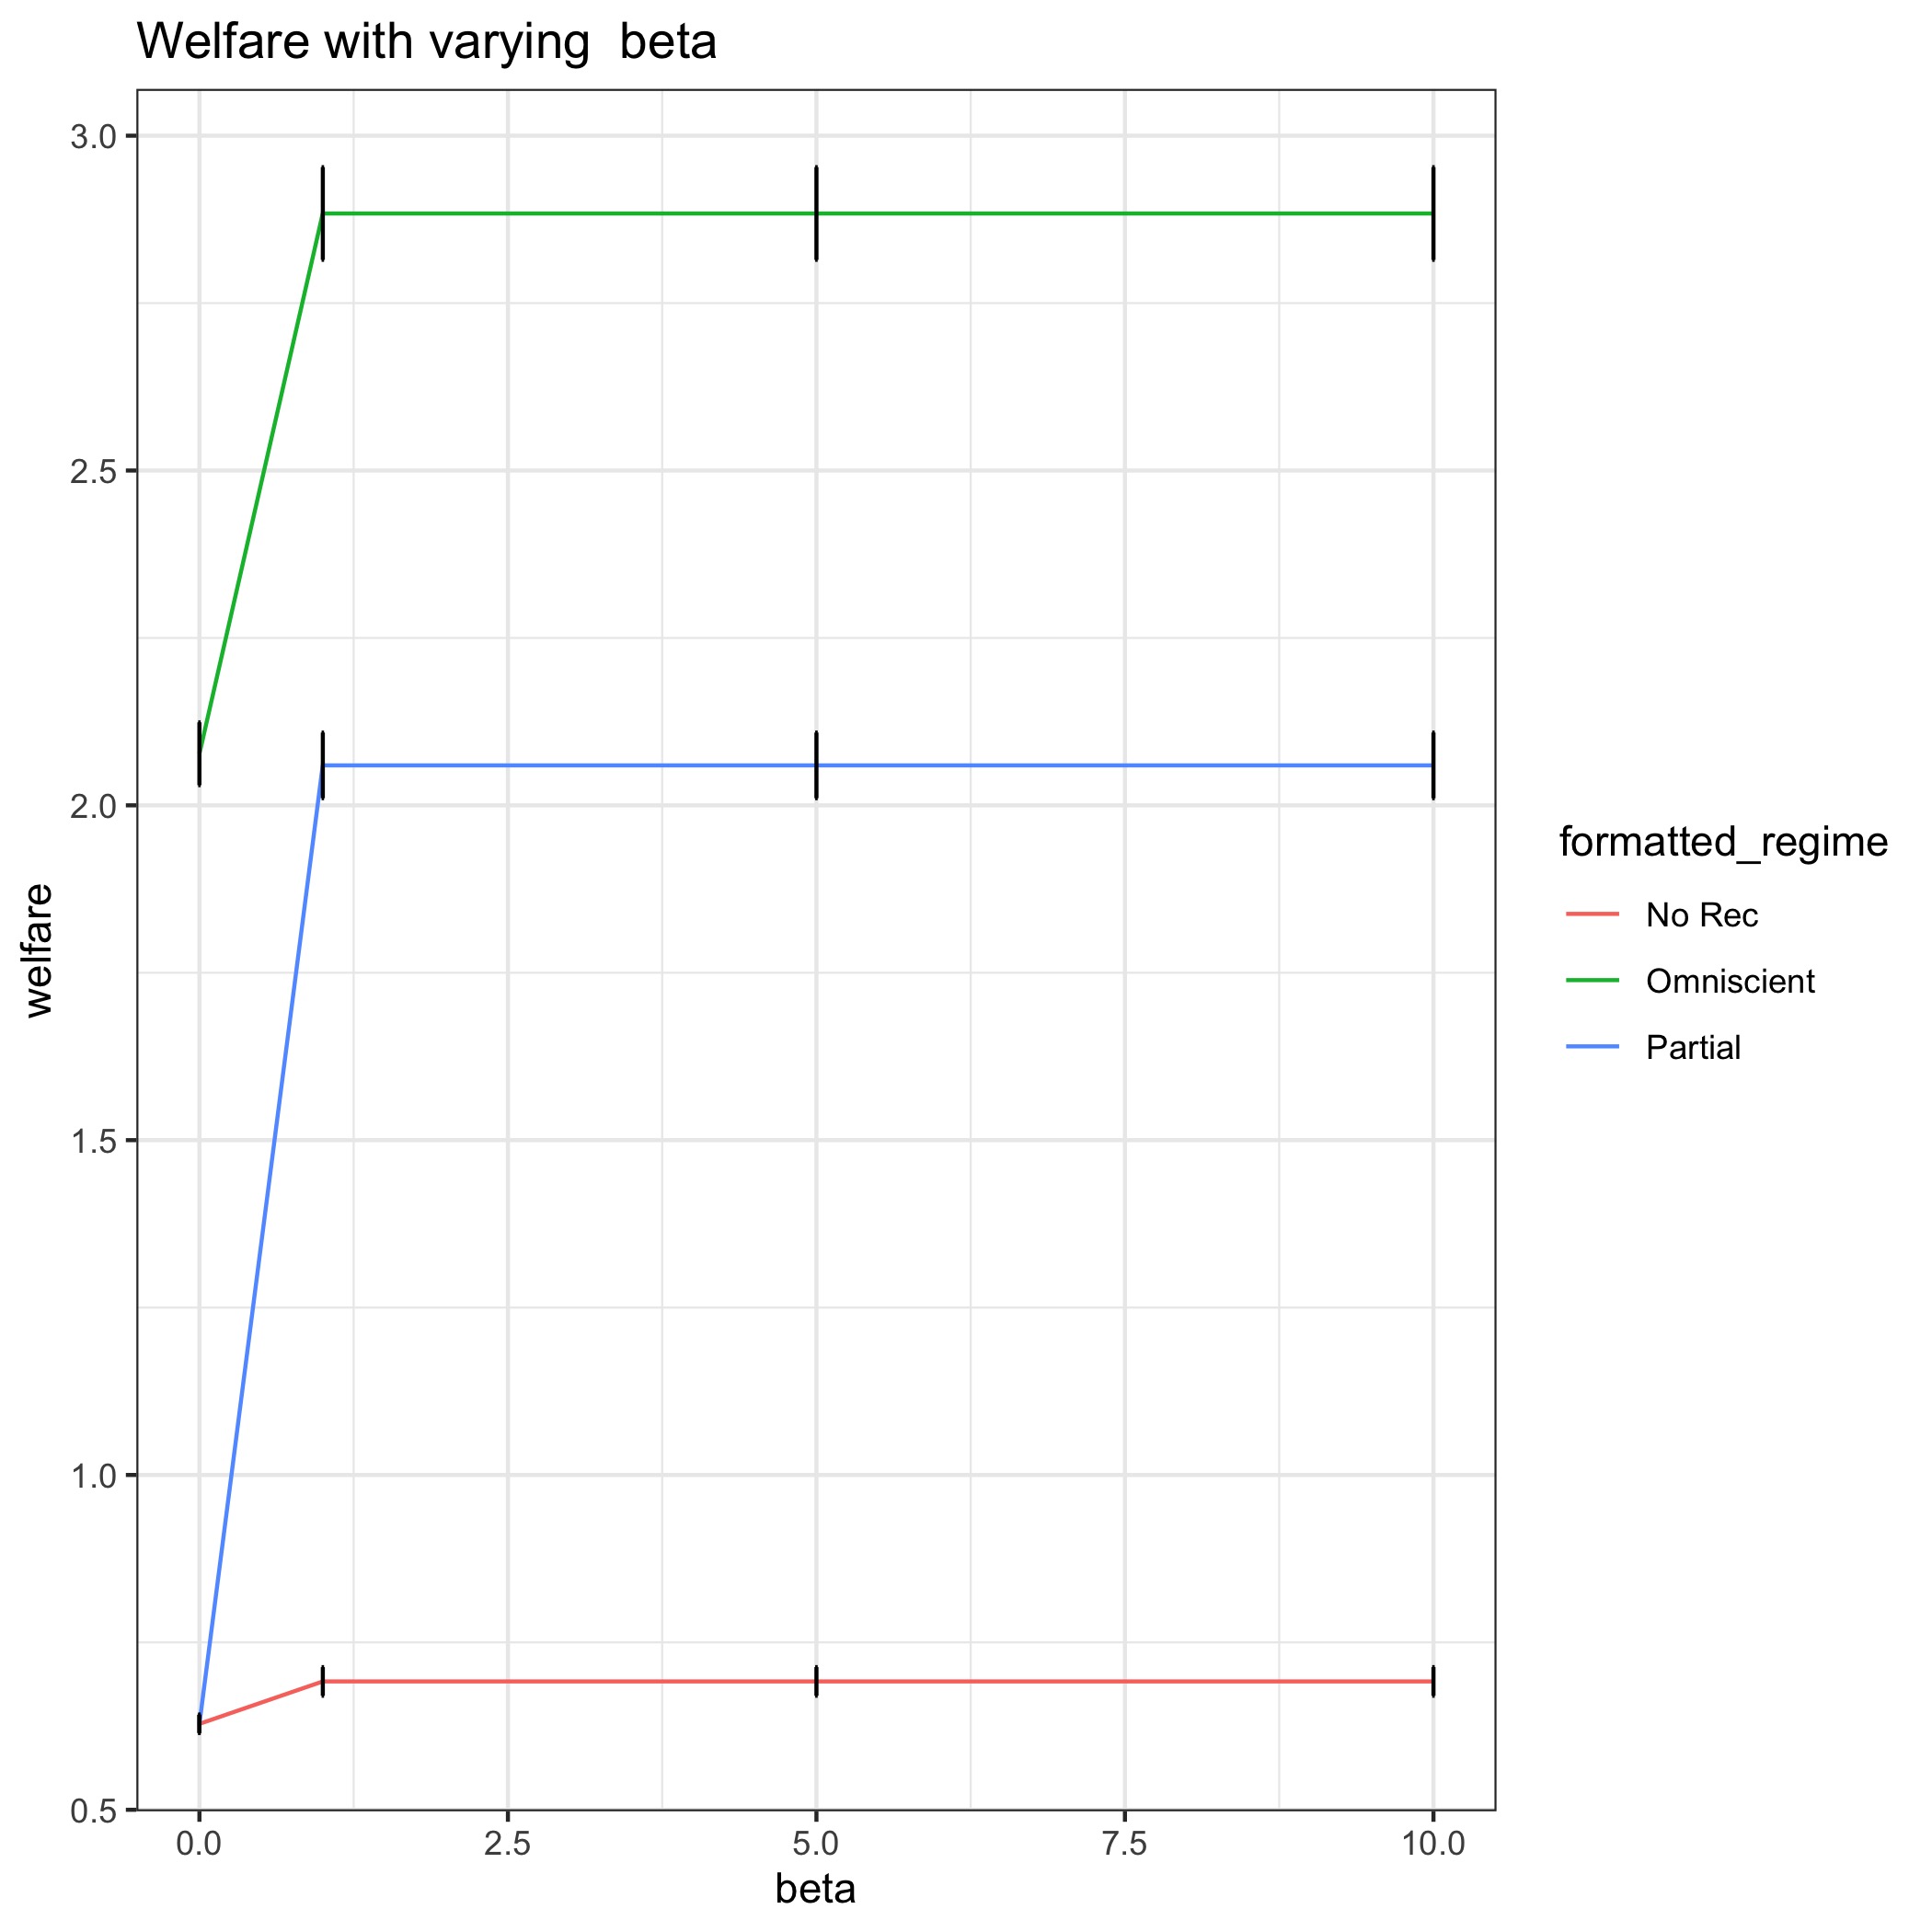 Welfare with varying  beta
welfare
3.0
2.5
2.0
1.5
1.0
0.5
0.0 2.5 5.0 7.5 10.0
beta
formatted_regime
No Rec
Omniscient
Partial